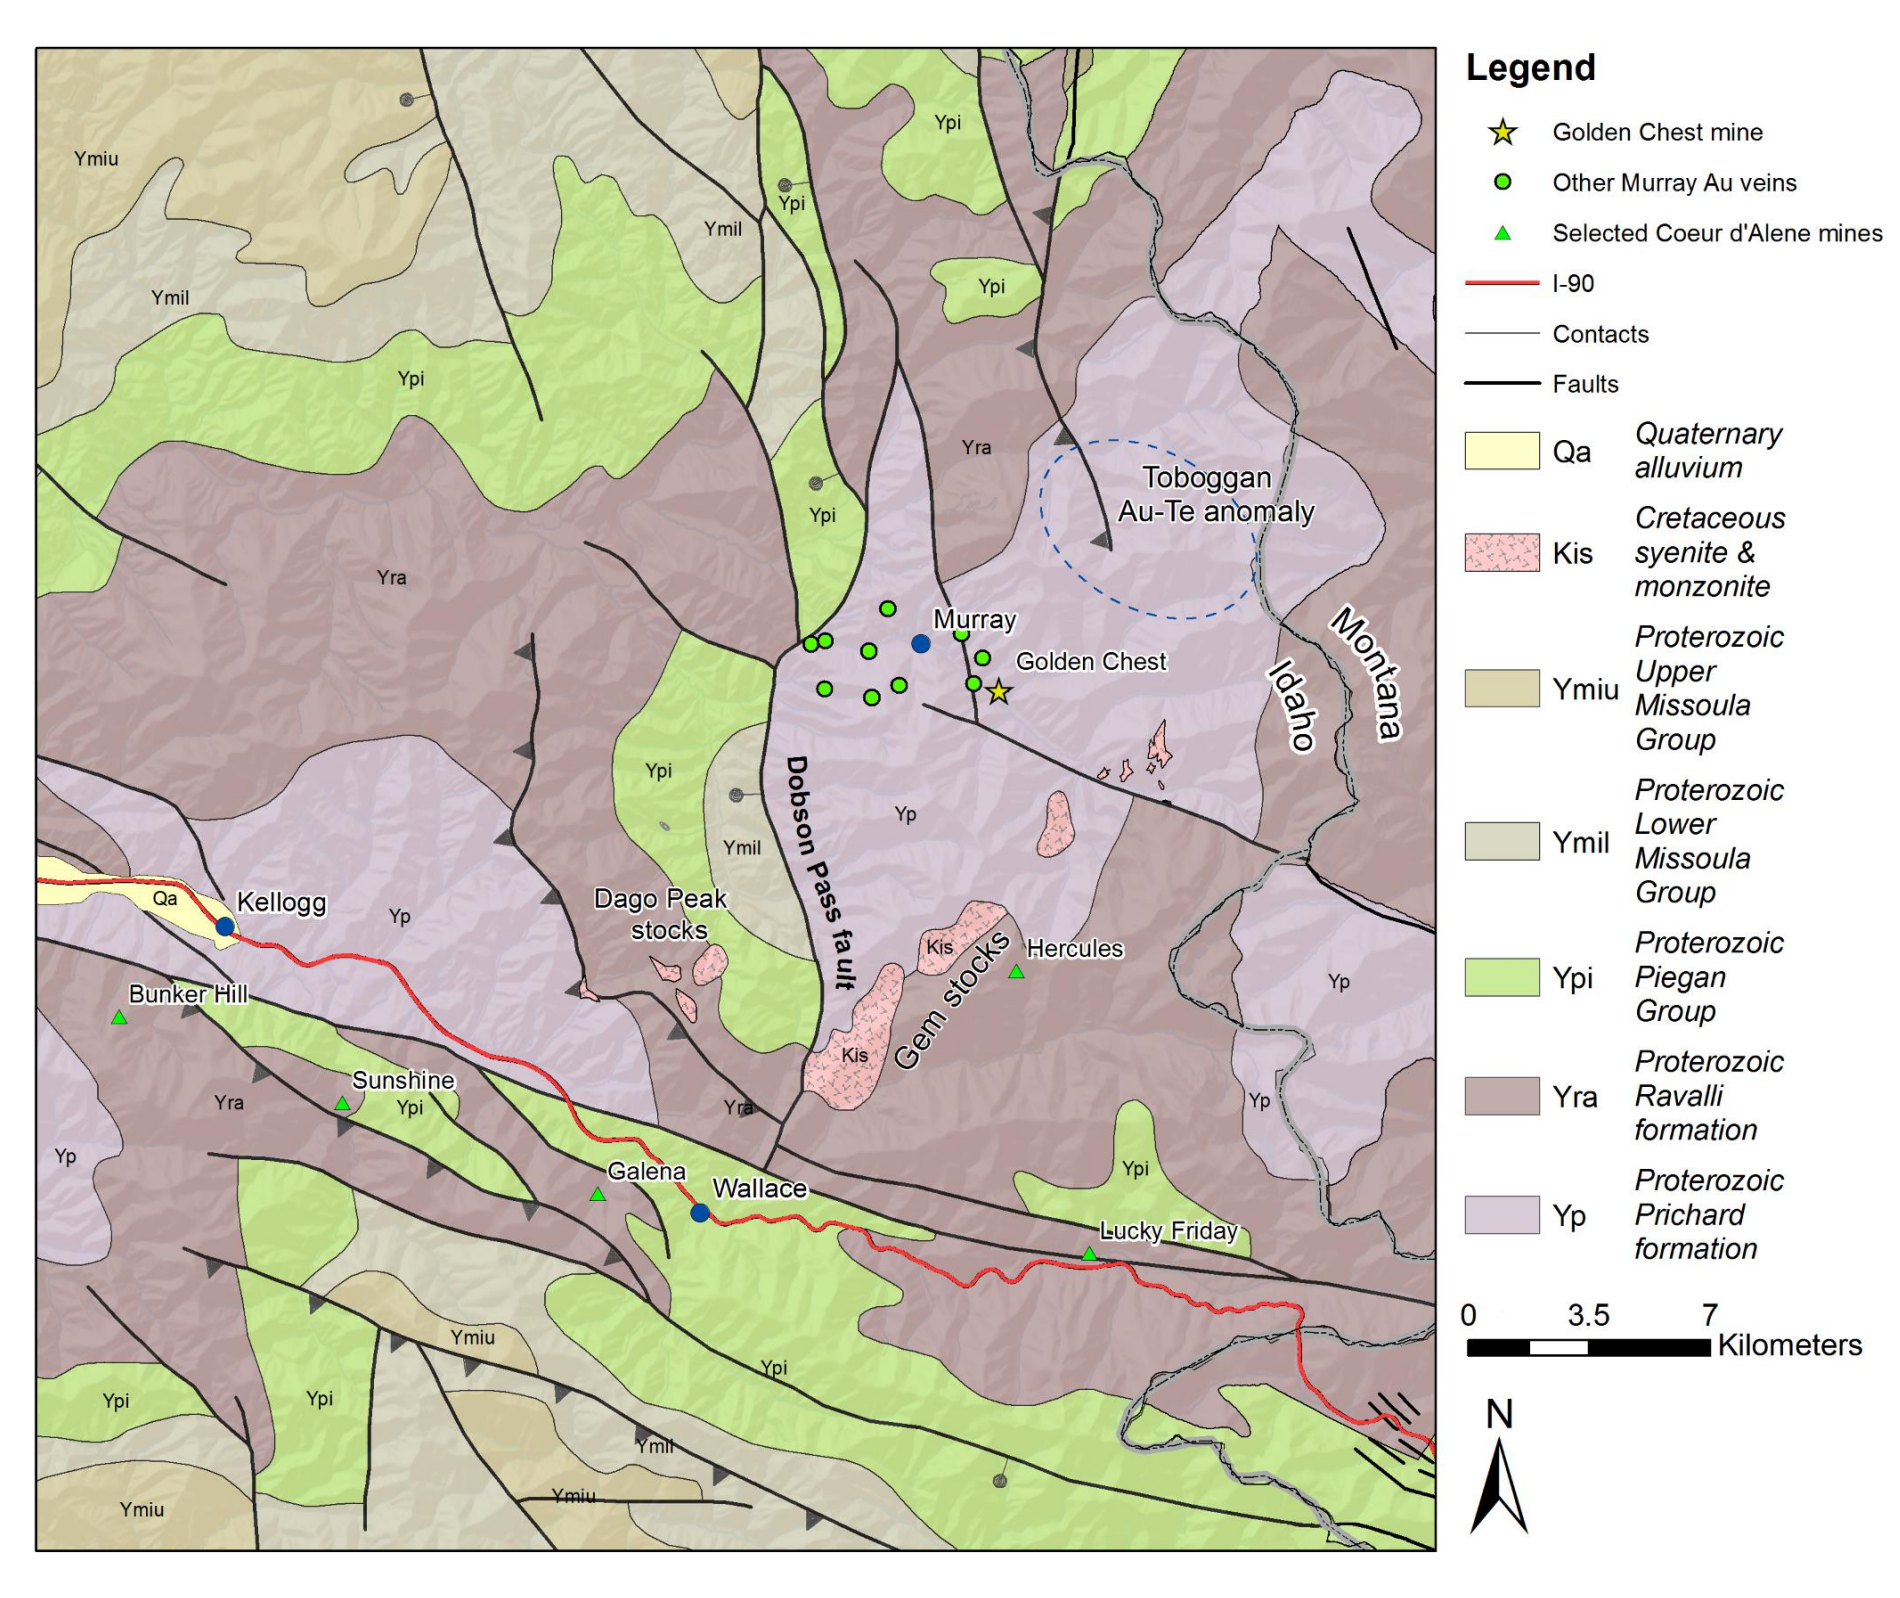 Ymiu
Ypi
Ypi
Ymil
Ymil
Ypi
Ypi
Yra
Toboggan
Au-Te anomaly
Ypi
Yra
Murray
Golden Chest
Montana
Idaho
Ypi
Dobson Pass fault
Yp
Ymil
Dago Peak
stocks
Qa
Kellogg
Yp
Kis
Hercules
Gem stocks
Yp
Bunker Hill
Kis
Sunshine
Ypi
Yra
Yra
Yp
Yp
Galena
Wallace
Ypi
Lucky Friday
Ymiu
Ypi
Ypi
Ypi
Ymil
Ymiu
Ymiu
Legend
Golden Chest mine
Other Murray Au veins
Selected Coeur d'Alene mines
I-90
Contacts
Faults
Qa
Quaternary
alluvium
Kis
Cretaceous
syenite &
monzonite
Ymiu
Proterozoic
Upper
Missoula
Group
Ymil
Proterozoic
Lower
Missoula
Group
Ypi
Proterozoic
Piegan
Group
Yra
Proterozoic
Ravalli
formation
Yp
Proterozoic
Prichard
formation
0 3.5 7
Kilometers
N